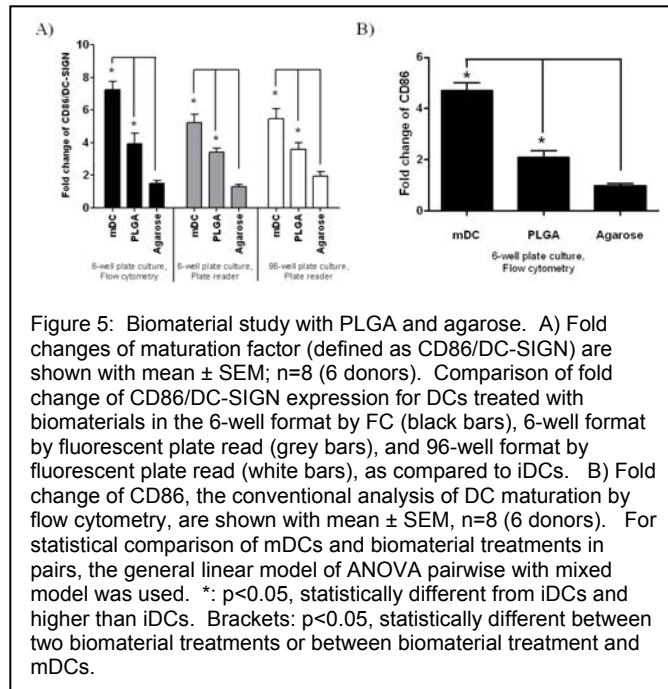 A)
B)
Fold change of CD86/DC-SIGN
10
8
6
4
2
0
*
*
*
*
*
*
mDC
PLGA
Agarose
mDC
PLGA
Agarose
mDC
PLGA
Agarose
6-well plate culture,
Flow cytometry
6-well plate culture,
Plate reader
96-well plate culture,
Plate reader
Fold change of CD86
6
4
2
0
*
*
mDC
PLGA
Agarose
6-well plate culture,
Flow cytometry
Figure 5: Biomaterial study with PLGA and agarose. A) Fold
changes of maturation factor (defined as CD86/DC-SIGN) are
shown with mean ± SEM; n=8 (6 donors). Comparison of fold
change of CD86/DC-SIGN expression for DCs treated with
biomaterials in the 6-well format by FC (black bars), 6-well format
by fluorescent plate read (grey bars), and 96-well format by
fluorescent plate read (white bars), as compared to iDCs. B) Fold
change of CD86, the conventional analysis of DC maturation by
flow cytometry, are shown with mean ± SEM, n=8 (6 donors). For
statistical comparison of mDCs and biomaterial treatments in
pairs, the general linear model of ANOVA pairwise with mixed
model was used. *: p<0.05, statistically different from iDCs and
higher than iDCs. Brackets: p<0.05, statistically different between
two biomaterial treatments or between biomaterial treatment and
mDCs.